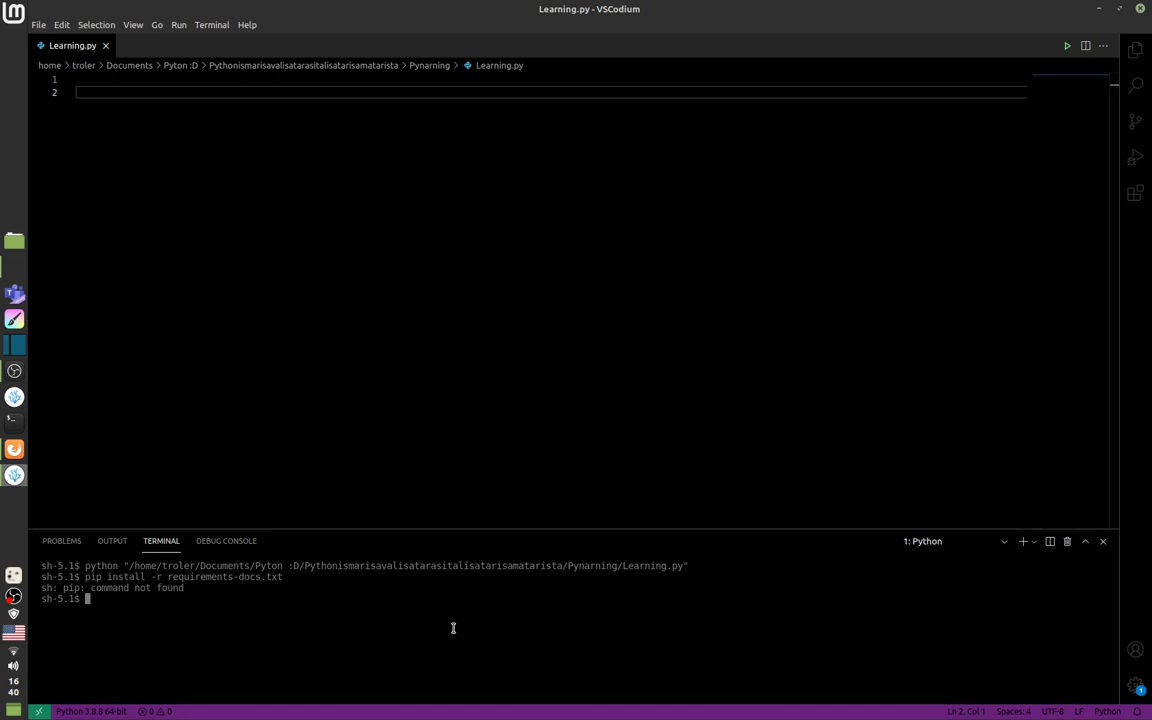 Learning.py - VSCodium
File Edit Selection View Go Run Terminal Help
Learning.py
home > troler > Documents > Pyton :D > Pythonismarisavalisatarasitalisatarisamatarista > Pynarning > Learning.py
1
2
PROBLEMS OUTPUT TERMINAL DEBUG CONSOLE 1: Python
sh-5.1$ python "/home/troler/Documents/Pyton :D/Pythonismarisavalisatarasitalisatarisamatarista/Pynarning/Learning.py"
sh-5.1$ pip install -r requirements-docs.txt
sh: pip: command not found
sh-5.1$
16
40
1
Python 3.8.8 64-bit 0 0 Ln 2, Col 1 Spaces: 4 UTF-8 LF Python